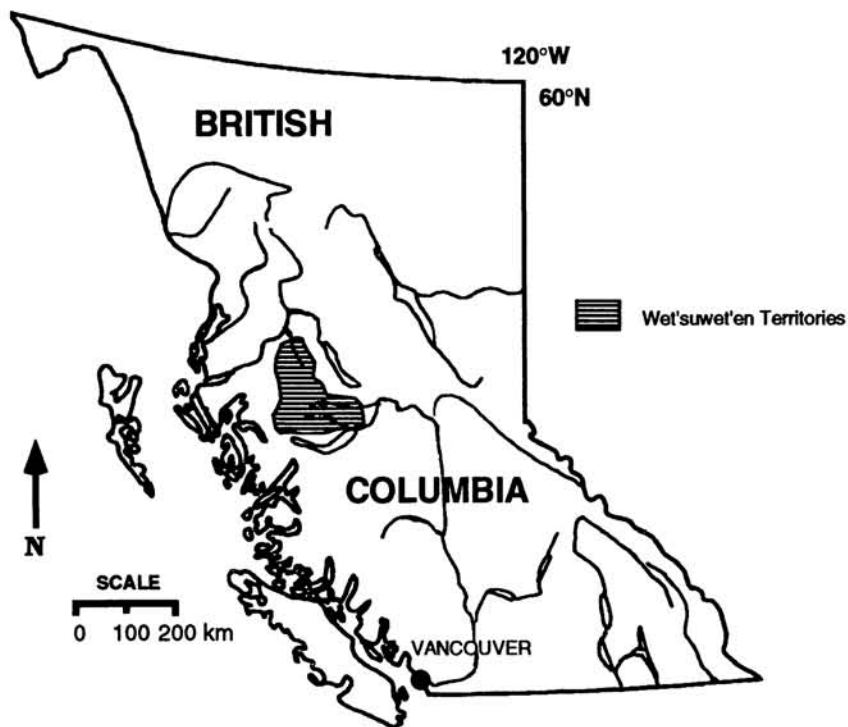 120°W
60°N
BRITISH
Wet'suwet'en Territories
COLUMBIA
N
SCALE
0 100 200 km
VANCOUVER